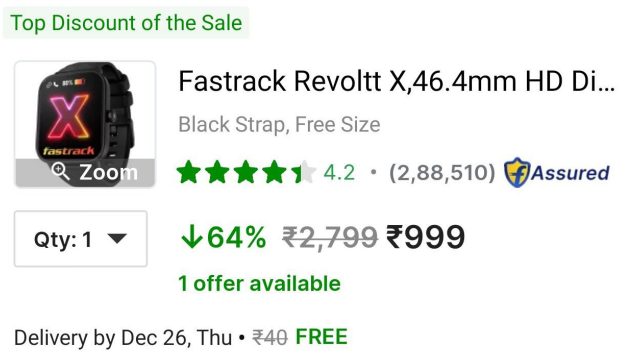 Top Discount of the Sale
80%
X
fastrack
Zoom
Fastrack Revoltt X,46.4mm HD Di...
Black Strap, Free Size
4.2 • (2,88,510) f Assured
Qty: 1
↓64% ₹2,799 ₹999
1 offer available
Delivery by Dec 26, Thu • ₹40 FREE